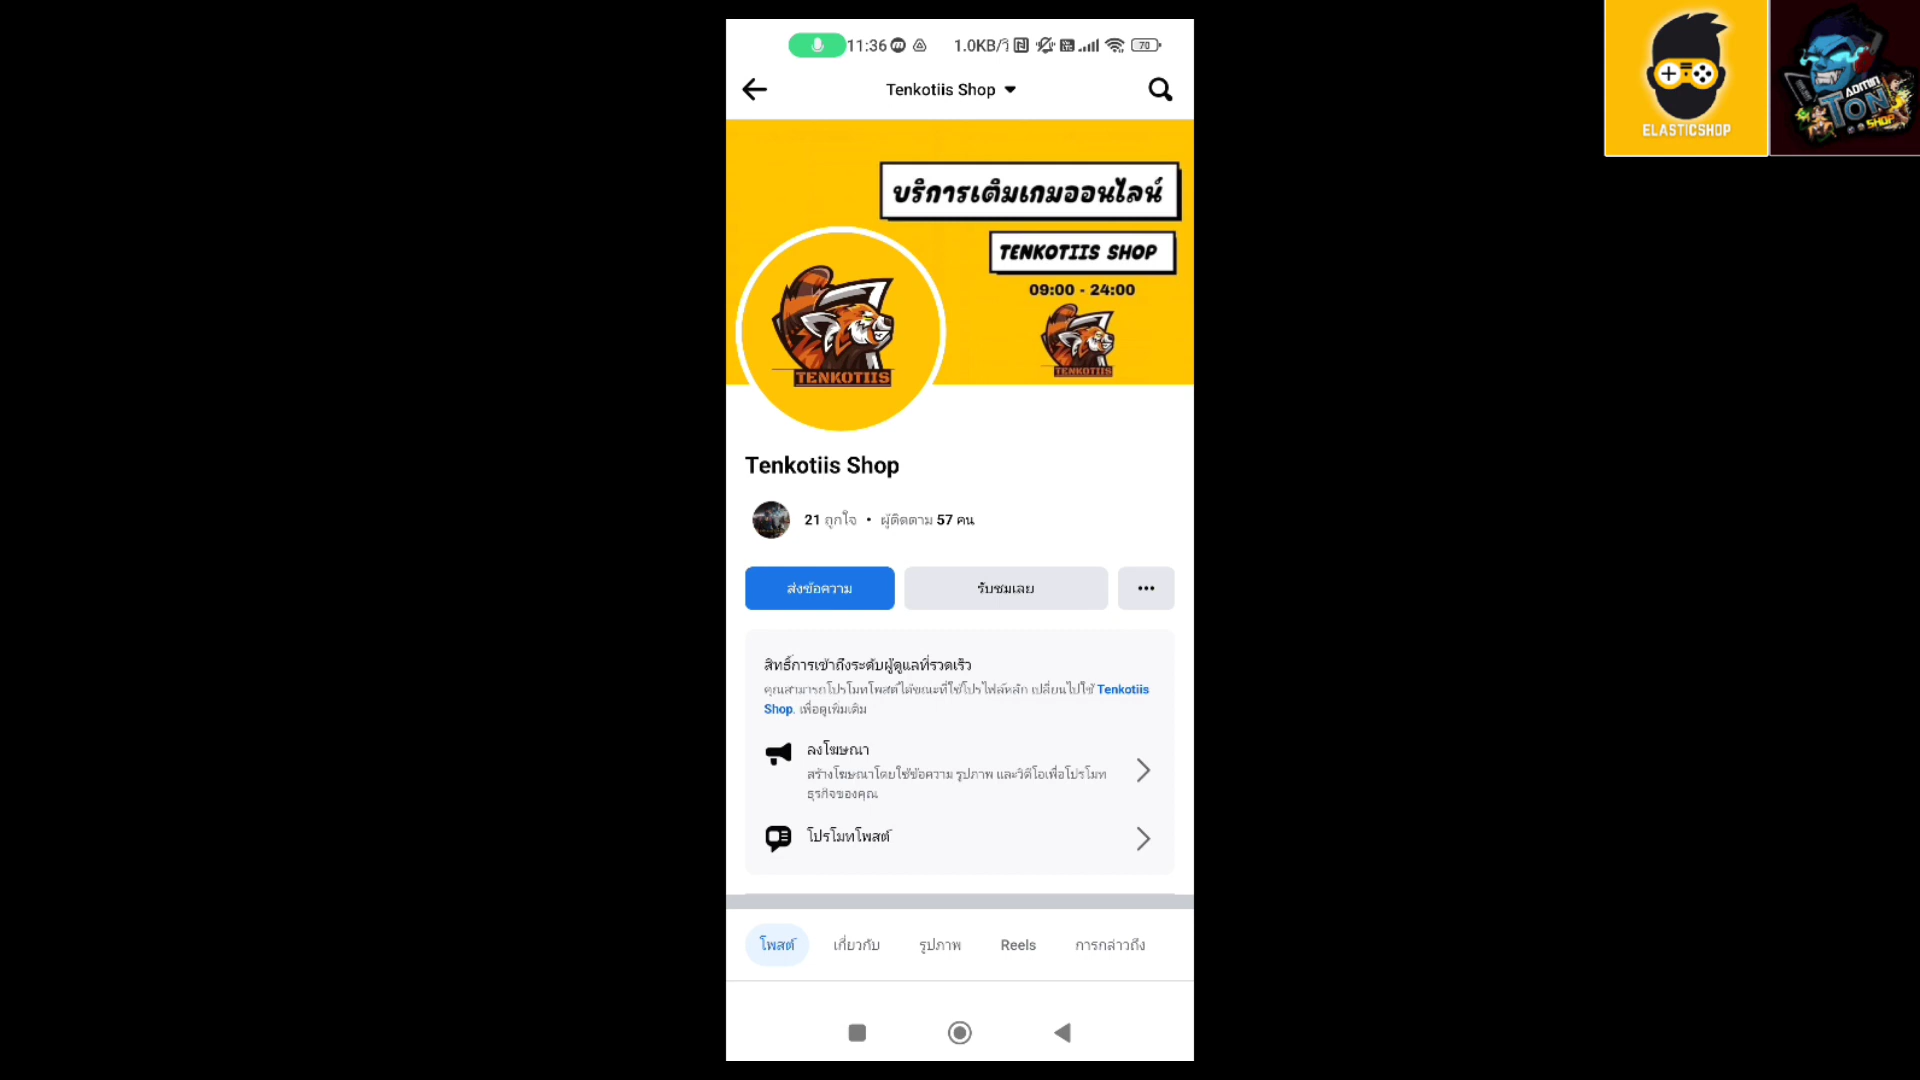 11:36
1.0KB/วิ
70
Tenkotiis Shop
บริการเติมเกมออนไลน์
TENKOTIIS SHOP
09:00 - 24:00
TENKOTIIS
TENKOTIIS
Tenkotiis Shop
21 ถูกใจ • ผู้ติดตาม 57 คน
ส่งข้อความ
รับชมเลย
สิทธิ์การเข้าถึงระดับผู้ดูแลที่รวดเร็ว
คุณสามารถโปรโมทโพสต์ได้ขณะที่ใช้โปรไฟล์หลัก เปลี่ยนไปใช้ Tenkotiis
Shop. เพื่อดูเพิ่มเติม
ลงโฆษณา
สร้างโฆษณาโดยใช้ข้อความ รูปภาพ และวิดีโอเพื่อโปรโมท
ธุรกิจของคุณ
โปรโมทโพสต์
โพสต์
เกี่ยวกับ
รูปภาพ
Reels
การกล่าวถึง
ELASTICSHOP
ADMIN
TON
SHOP